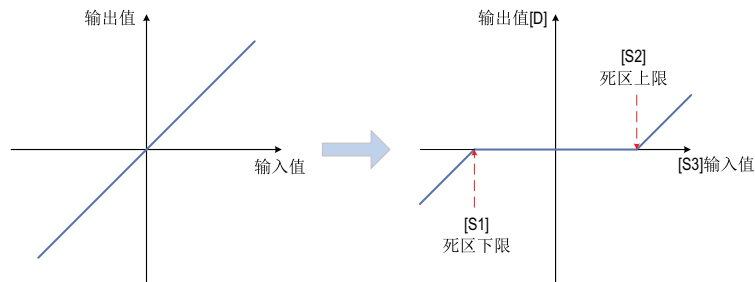 输出值
输入值
输出值[D]
[S2]
死区上限
[S3]输入值
[S1]
死区下限